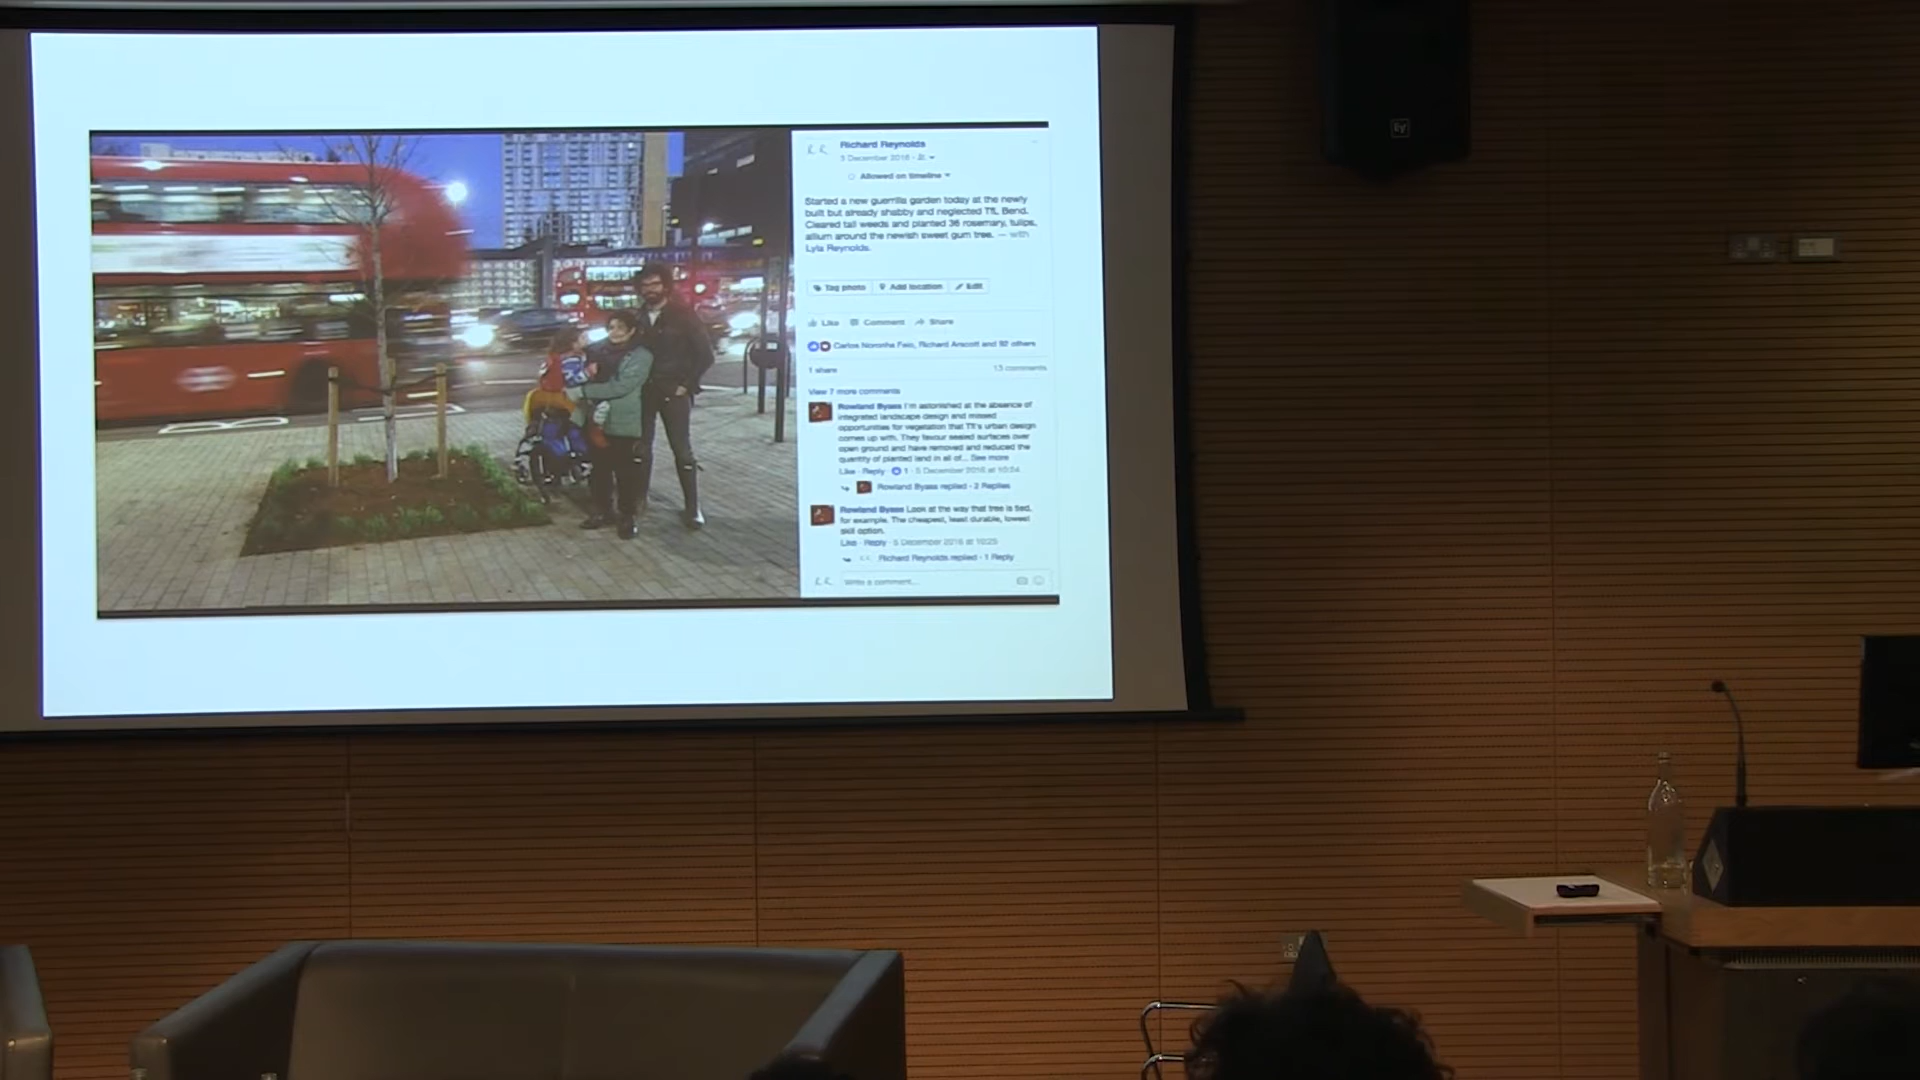 Richard Reynolds
3 December 2016
Allowed on timeline
Started a new guerrilla garden today at the newly
built but already shabby and neglected TfL Bend.
Cleared tall weeds and planted 36 rosemary, tulips,
allium around the newish sweet gum tree. — with
Lyla Reynolds.
Tag photo Add location Edit
Like Comment Share
Carlos Noronha Feio, Richard Arscott and 92 others
1 share 13 comments
View 7 more comments
Rowland Byass I'm astonished at the absence of
integrated landscape design and missed
opportunities for vegetation that Tfl's urban design
comes up with. They favour sealed surfaces over
open ground and have removed and reduced the
quantity of planted land in all of... See more
Like · Reply · 1 · 5 December 2016 at 10:24
Rowland Byass replied · 2 Replies
Rowland Byass Look at the way that tree is tied,
for example. The cheapest, least durable, lowest
skill option.
Like · Reply · 5 December 2016 at 10:25
Richard Reynolds replied · 1 Reply
Write a comment...
EV